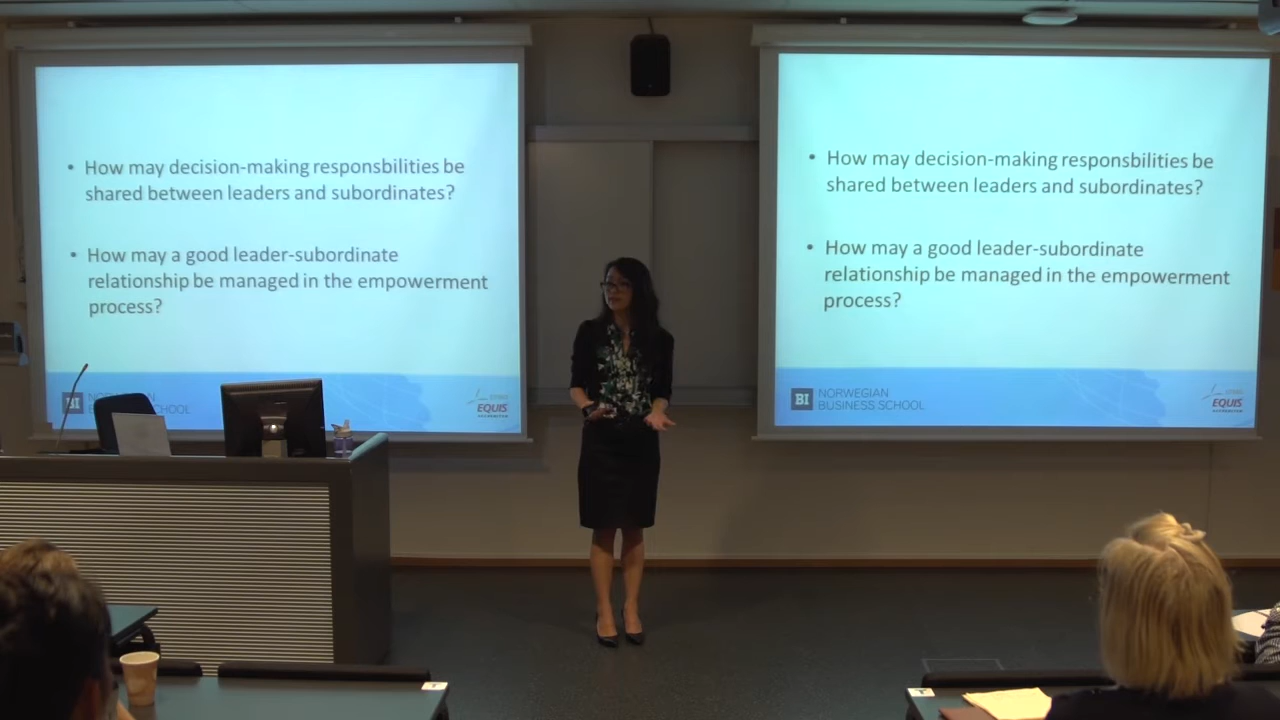 • How may decision-making responsbilities be
shared between leaders and subordinates?
• How may a good leader-subordinate
relationship be managed in the empowerment
process?
BI NORWEGIAN
BUSINESS SCHOOL
EQUIS
• How may decision-making responsbilities be
shared between leaders and subordinates?
• How may a good leader-subordinate
relationship be managed in the empowerment
process?
BI NORWEGIAN
BUSINESS SCHOOL
EQUIS